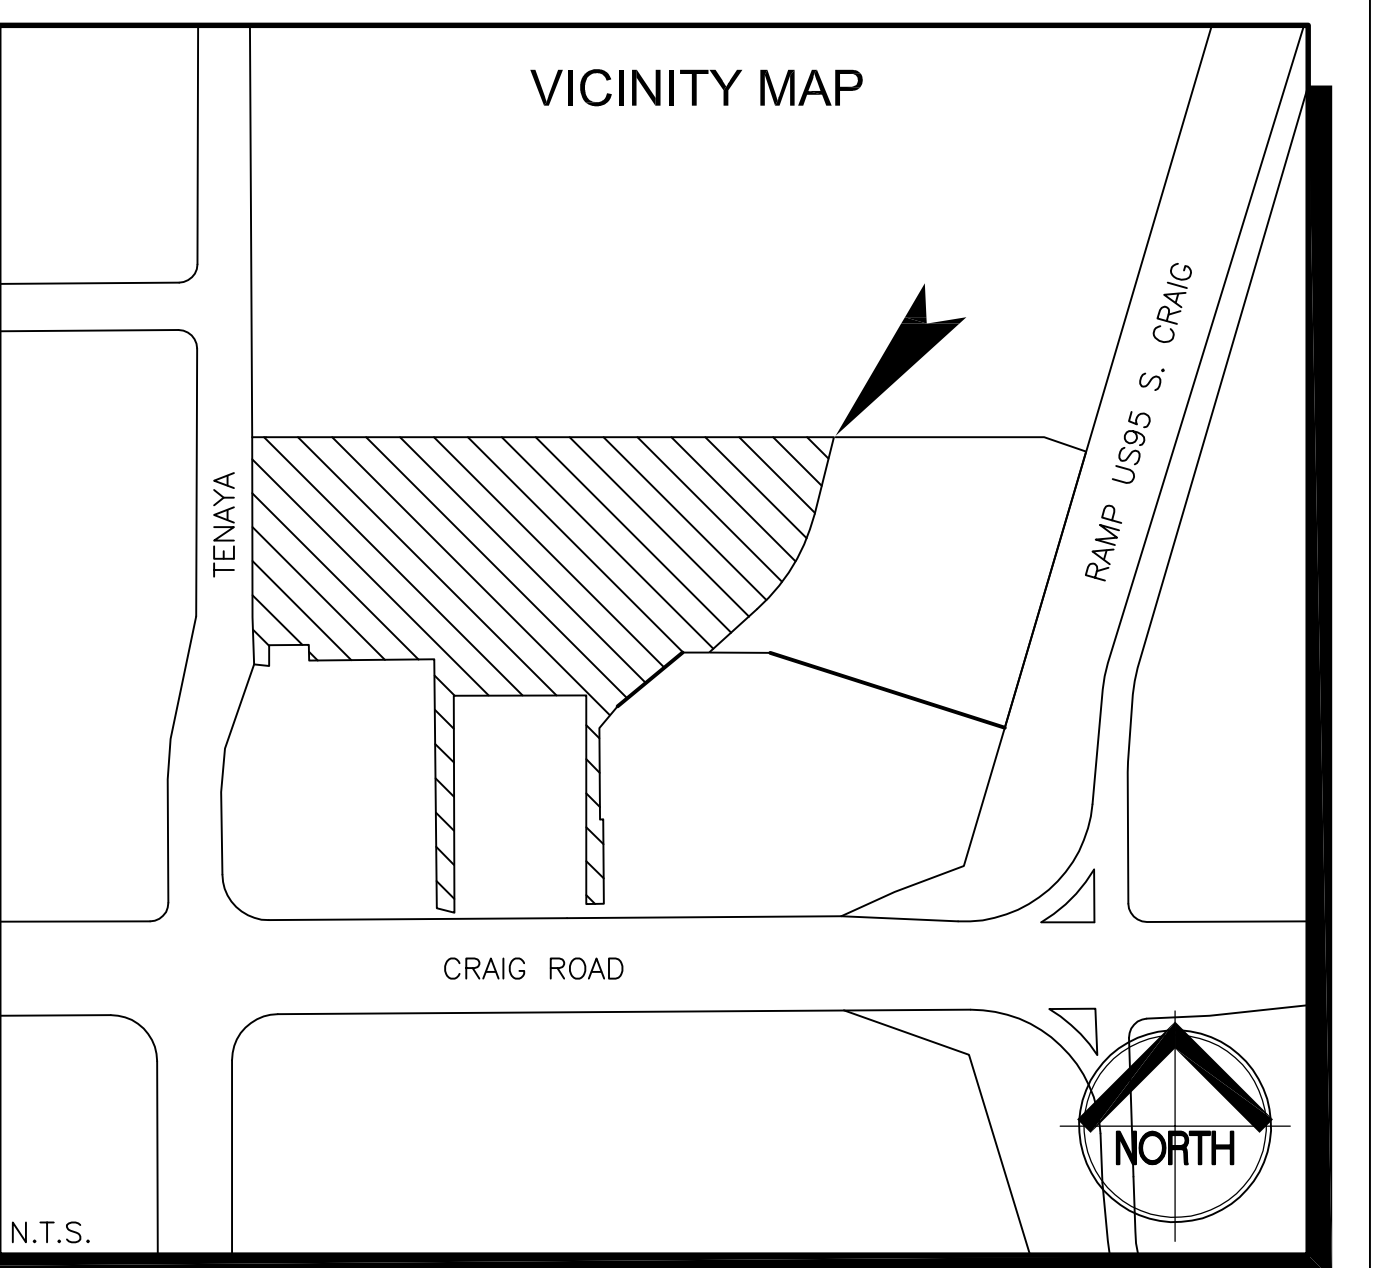 VICINITY MAP
RAMP US95 S. CRAIG
TENAYA
CRAIG ROAD
NORTH
N.T.S.